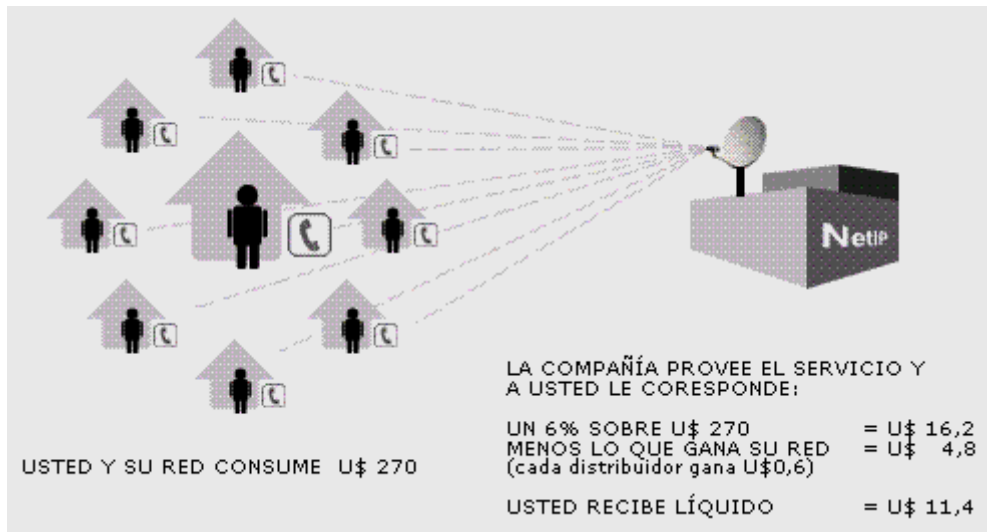 NetIP
LA COMPAÑÍA PROVEE EL SERVICIO Y
A USTED LE CORESPONDE:
UN 6% SOBRE U$ 270 = U$ 16,2
MENOS LO QUE GANA SU RED = U$ 4,8
(cada distribuidor gana U$0,6)
USTED Y SU RED CONSUME U$ 270
USTED RECIBE LÍQUIDO = U$ 11,4